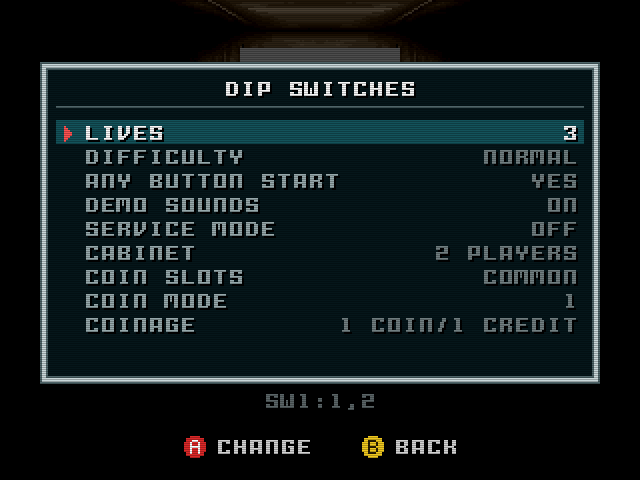 DIP SWITCHES
LIVES 3
DIFFICULTY NORMAL
ANY BUTTON START YES
DEMO SOUNDS ON
SERVICE MODE OFF
CABINET 2 PLAYERS
COIN SLOTS COMMON
COIN MODE 1
COINAGE 1 COIN/1 CREDIT
SW1:1,2
A CHANGE B BACK